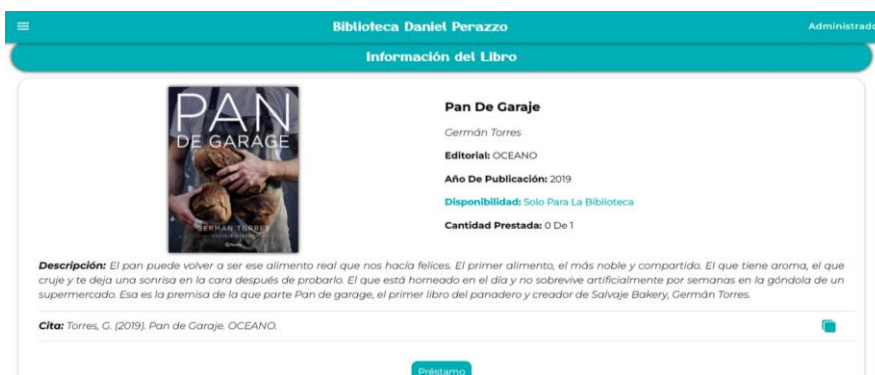 Biblioteca Daniel Perazzo
Administrado
Información del Libro
PAN
DE GARAGE
GERMÁN TORRES
Pan De Garaje
Germán Torres
Editorial: OCEANO
Año De Publicación: 2019
Disponibilidad: Solo Para La Biblioteca
Cantidad Prestada: 0 De 1
Descripción: El pan puede volver a ser ese alimento real que nos hacía felices. El primer alimento, el más noble y compartido. El que tiene aroma, el que
cruje y te deja una sonrisa en la cara después de probarlo. El que está horneado en el día y no sobrevive artificialmente por semanas en la góndola de un
supermercado. Esa es la premisa de la que parte Pan de garage, el primer libro del panadero y creador de Salvaje Bakery, Germán Torres.
Cita: Torres, G. (2019). Pan de Garaje. OCEANO.
Préstamo